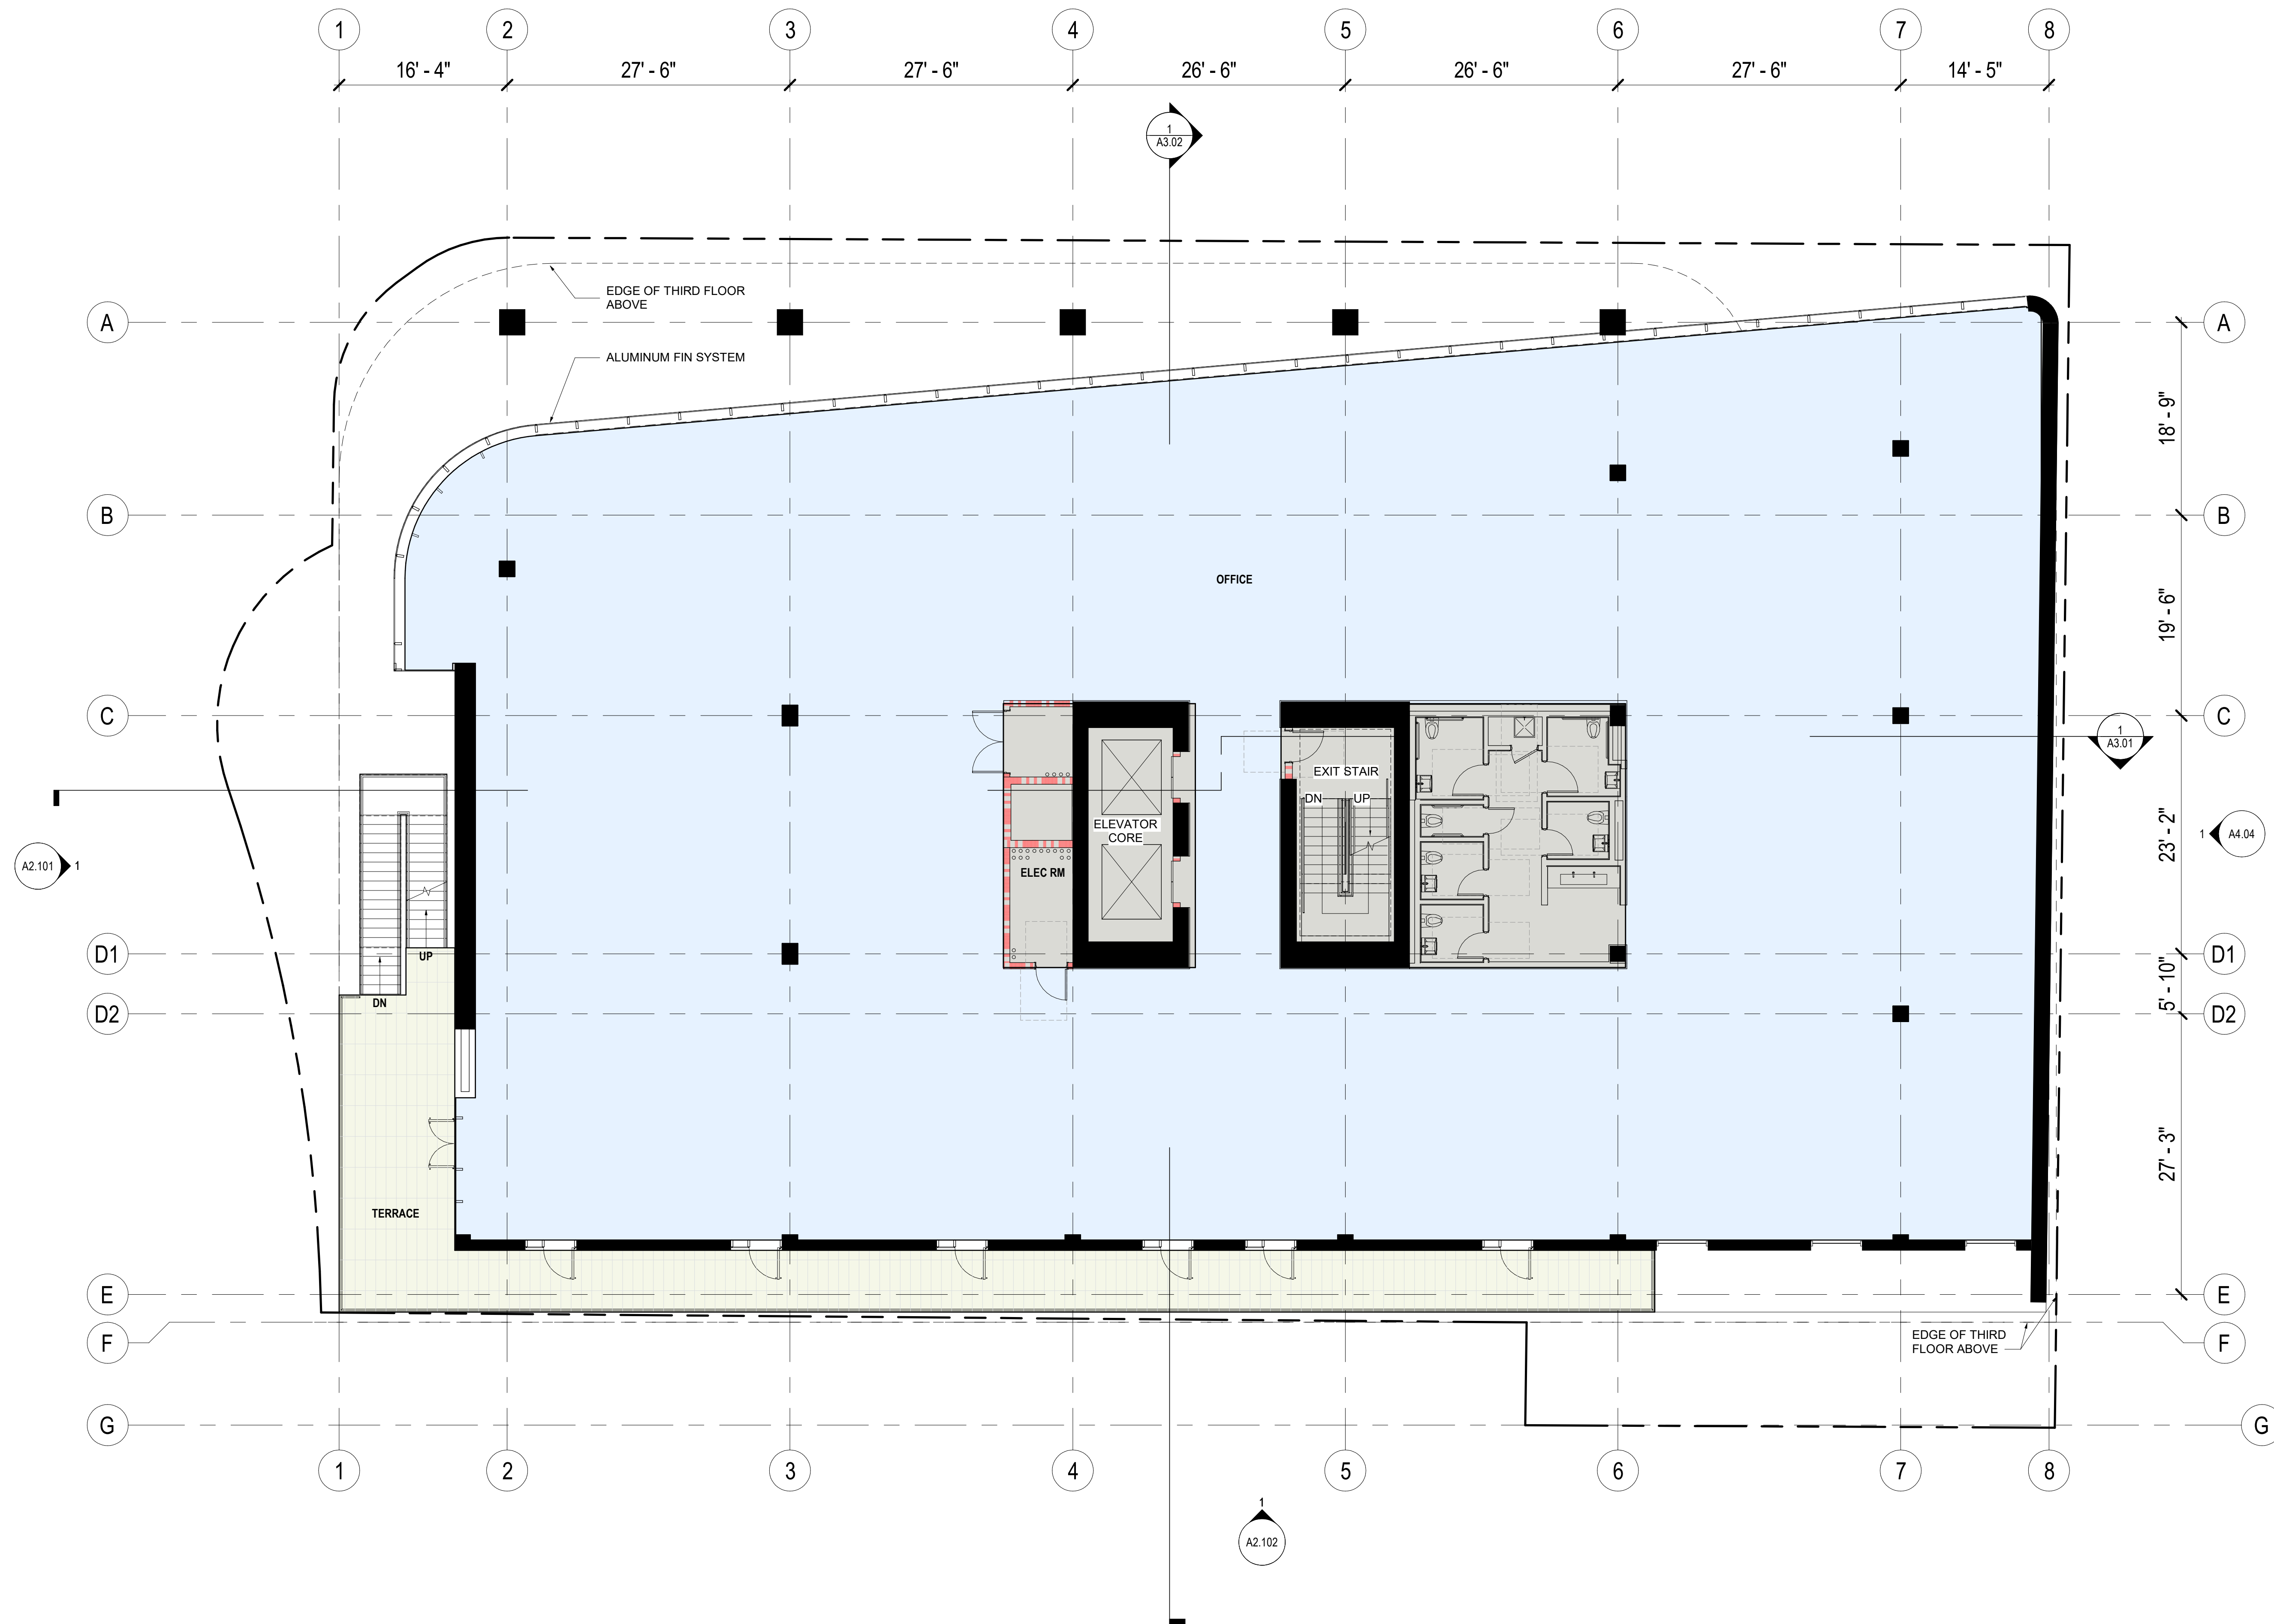 1
2
3
4
5
6
7
8
16' - 4"
27' - 6"
27' - 6"
26' - 6"
26' - 6"
27' - 6"
14' - 5"
1
A3.02
EDGE OF THIRD FLOOR
ABOVE
A
A
ALUMINUM FIN SYSTEM
18' - 9"
B
B
OFFICE
19' - 6"
C
C
1
A3.01
EXIT STAIR
DN
UP
ELEVATOR
CORE
23' - 2"
1
A4.04
A2.101
1
ELEC RM
UP
D1
D1
5' - 10"
DN
D2
D2
27' - 3"
TERRACE
E
E
F
EDGE OF THIRD
FLOOR ABOVE
F
G
G
1
2
3
4
5
6
7
8
1
A2.102